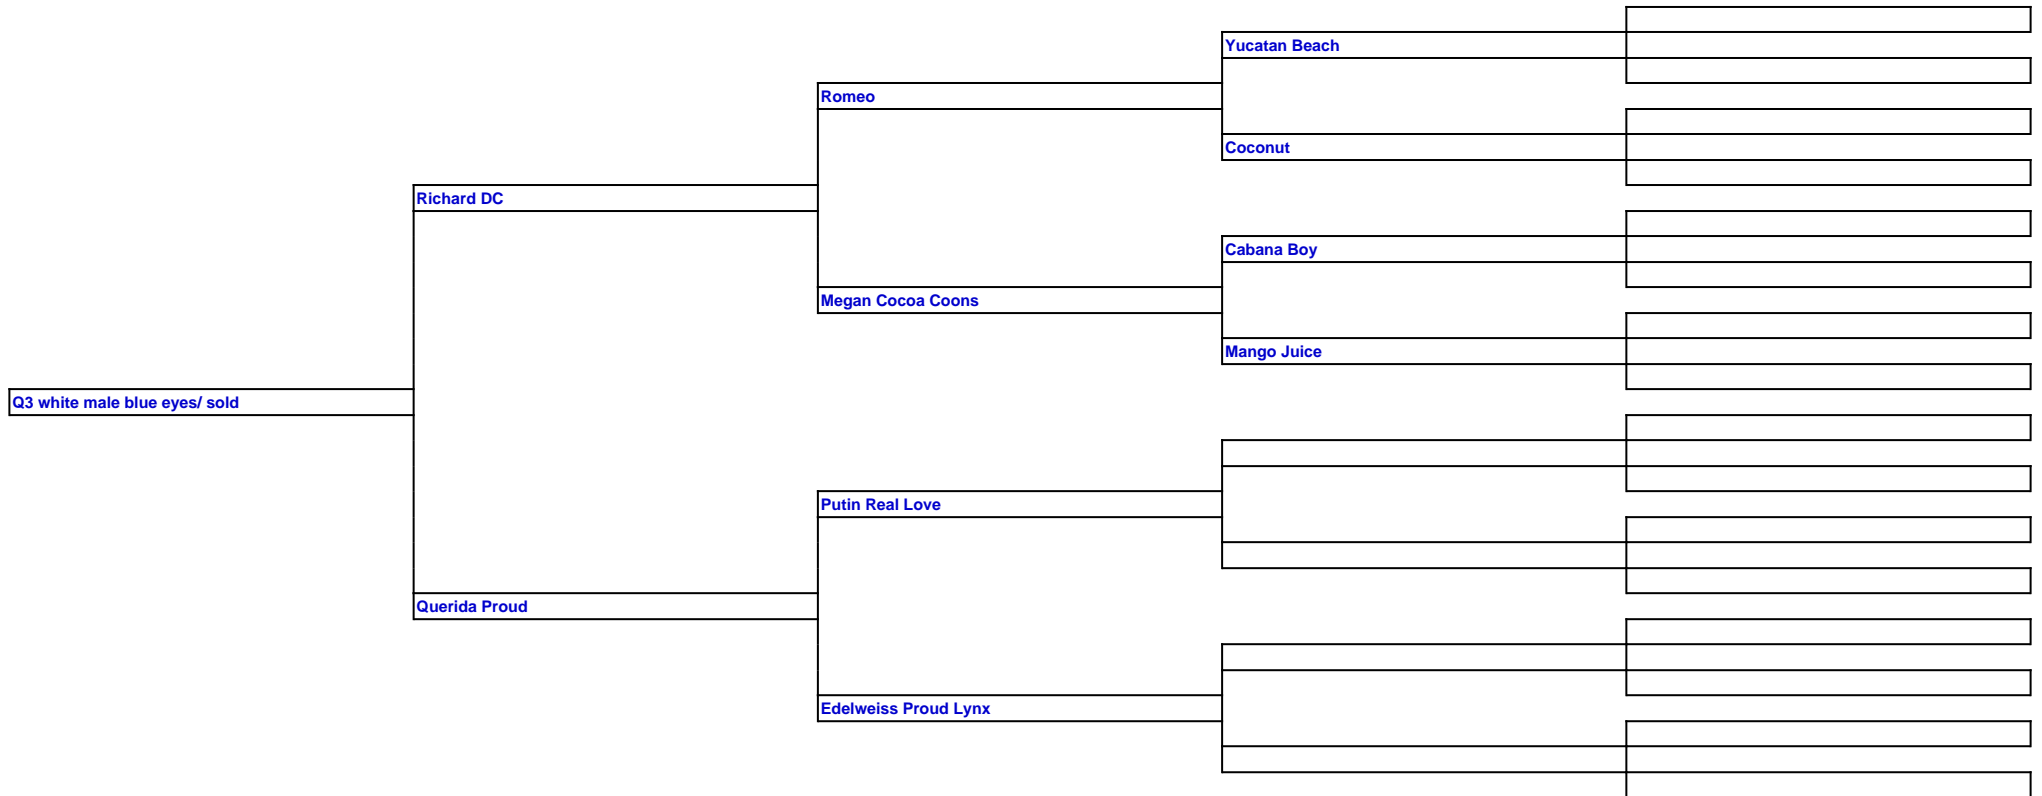 Yucatan Beach
Romeo
Coconut
Richard DC
Cabana Boy
Megan Cocoa Coons
Mango Juice
Q3 white male blue eyes/ sold
Putin Real Love
Querida Proud
Edelweiss Proud Lynx